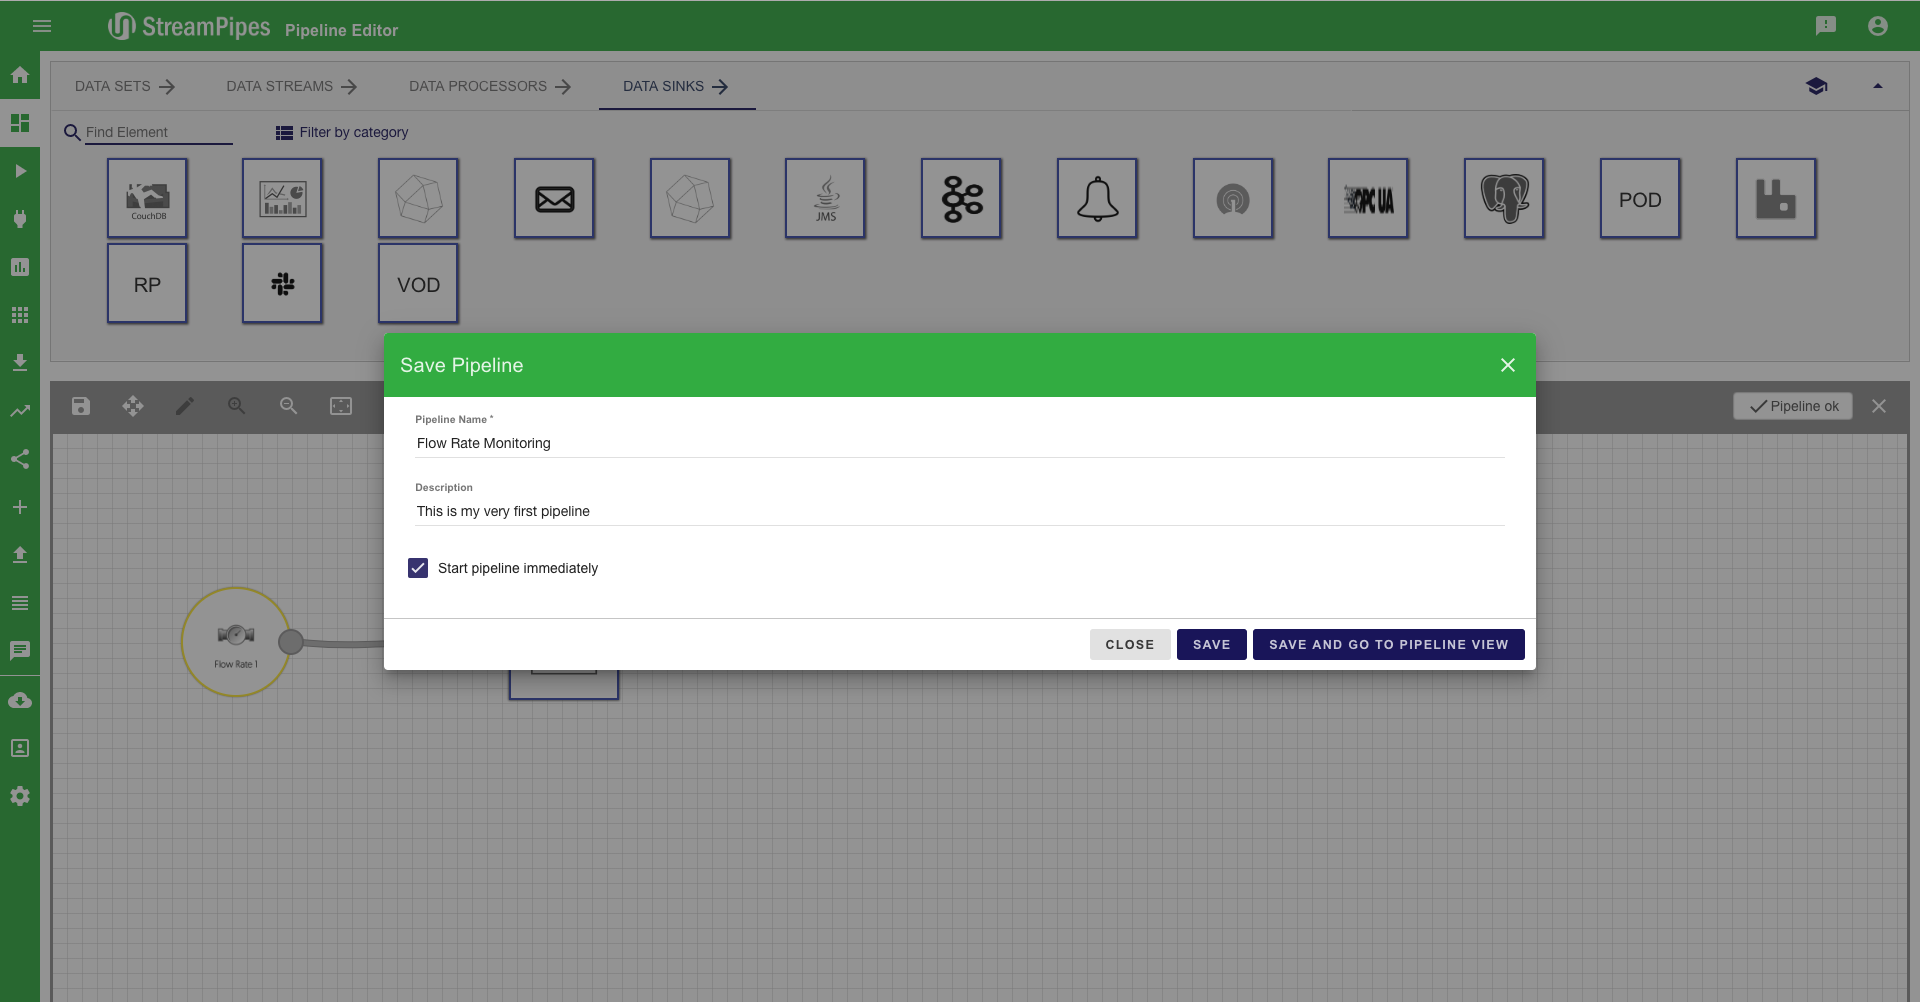 StreamPipes Pipeline Editor
DATA SETS DATA STREAMS DATA PROCESSORS DATA SINKS
Find Element Filter by category
CouchDB JMS OPC UA POD
RP VOD
Save Pipeline
Pipeline ok
Pipeline Name *
Flow Rate Monitoring
Description
This is my very first pipeline
Start pipeline immediately
CLOSE SAVE SAVE AND GO TO PIPELINE VIEW
Flow Rate 1